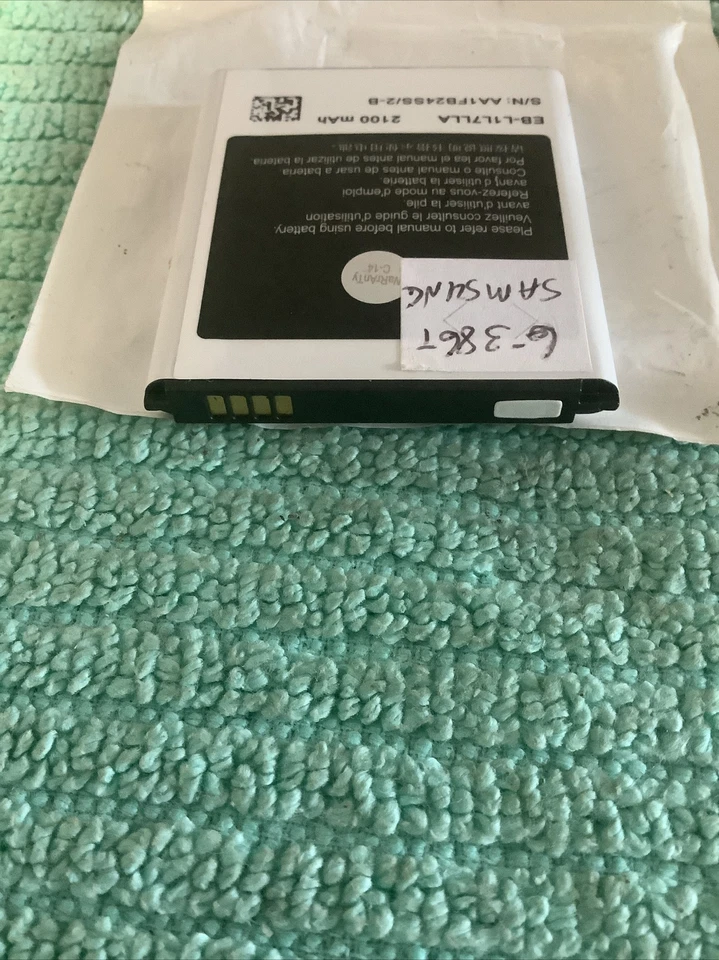 SAMSUNG
G-386T
WaRrAnTy
C-14
Please refer to manual before using battery.
Veuillez consulter le guide d'utilisation
avant d'utiliser la pile.
Referez-vous au mode d'emploi
avanţ d'utiliser la batterie.
Consulte o manual antes de usar a bateria
Por favor lea el manual antes de utilizar la bateria
EB-L1L7LLA 2100 mAh
S/N: AA1FB24SS/2-B